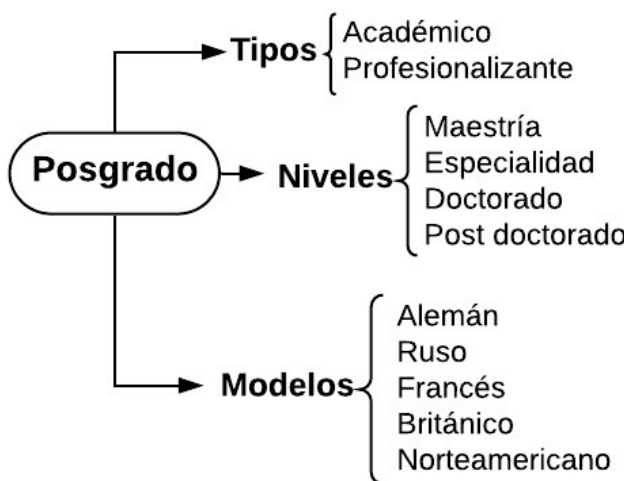 Posgrado
Tipos
Académico
Profesionalizante
Niveles
Maestría
Especialidad
Doctorado
Post doctorado
Modelos
Alemán
Ruso
Francés
Británico
Norteamericano